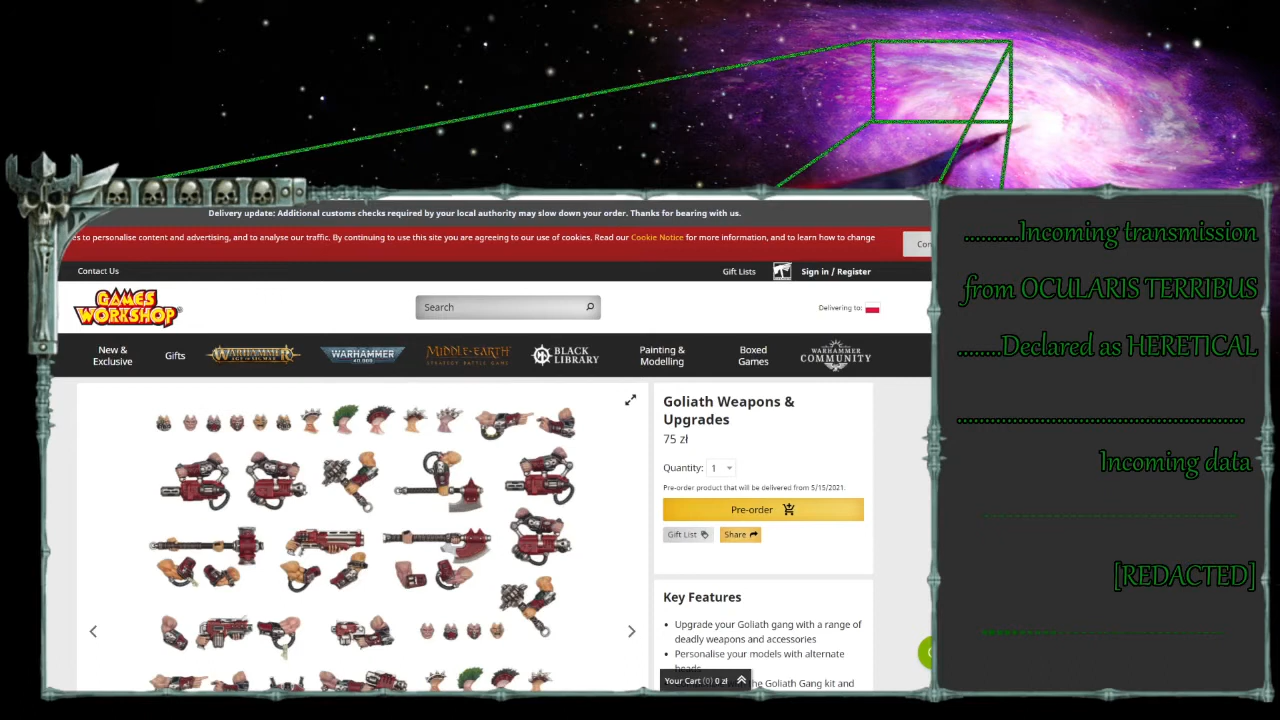 Delivery update: Additional customs checks required by your local authority may slow down your order. Thanks for bearing with us.
es to personalise content and advertising, and to analyse our traffic. By continuing to use this site you are agreeing to our use of cookies. Read our Cookie Notice for more information, and to learn how to change
Con
Contact Us
Gift Lists
Sign in / Register
GAMES
WORKSHOP
Search
Delivering to:
New &
Exclusive
Gifts
WARHAMMER
AGE OF SIGMAR
WARHAMMER
40,000
MIDDLE-EARTH
STRATEGY BATTLE GAME
BLACK
LIBRARY
Painting &
Modelling
Boxed
Games
WARHAMMER
COMMUNITY
Goliath Weapons &
Upgrades
75 zł
Quantity: 1
Pre-order product that will be delivered from 5/15/2021.
Pre-order
Gift List
Share
Key Features
Upgrade your Goliath gang with a range of
deadly weapons and accessories
Personalise your models with alternate
heads
he Goliath Gang kit and
Your Cart (0) 0 zł
..........Incoming transmission
from OCULARIS TERRIBUS
........Declared as HERETICAL
Incoming data
[REDACTED]